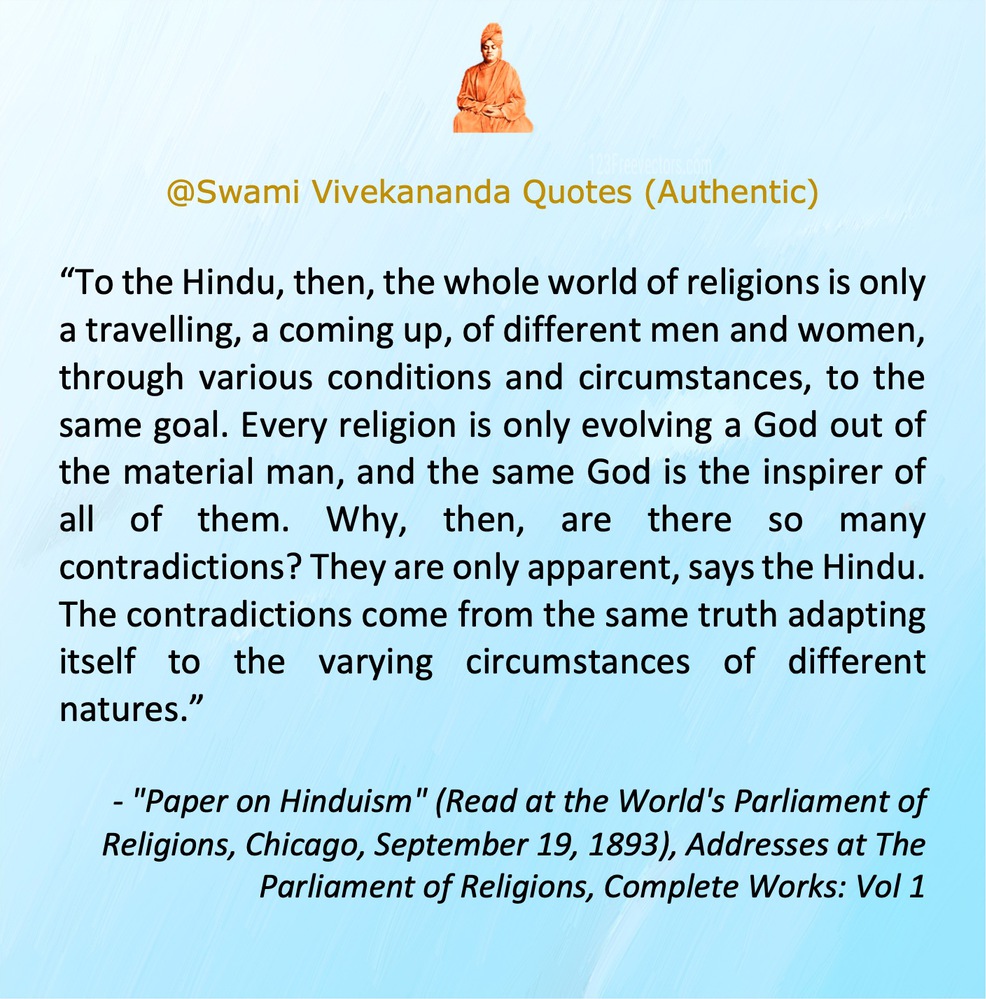 123Freevectors.com
@Swami Vivekananda Quotes (Authentic)
“To the Hindu, then, the whole world of religions is only
a travelling, a coming up, of different men and women,
through various conditions and circumstances, to the
same goal. Every religion is only evolving a God out of
the material man, and the same God is the inspirer of
all of them. Why, then, are there so many
contradictions? They are only apparent, says the Hindu.
The contradictions come from the same truth adapting
itself to the varying circumstances of different
natures.”
- "Paper on Hinduism" (Read at the World's Parliament of
Religions, Chicago, September 19, 1893), Addresses at The
Parliament of Religions, Complete Works: Vol 1